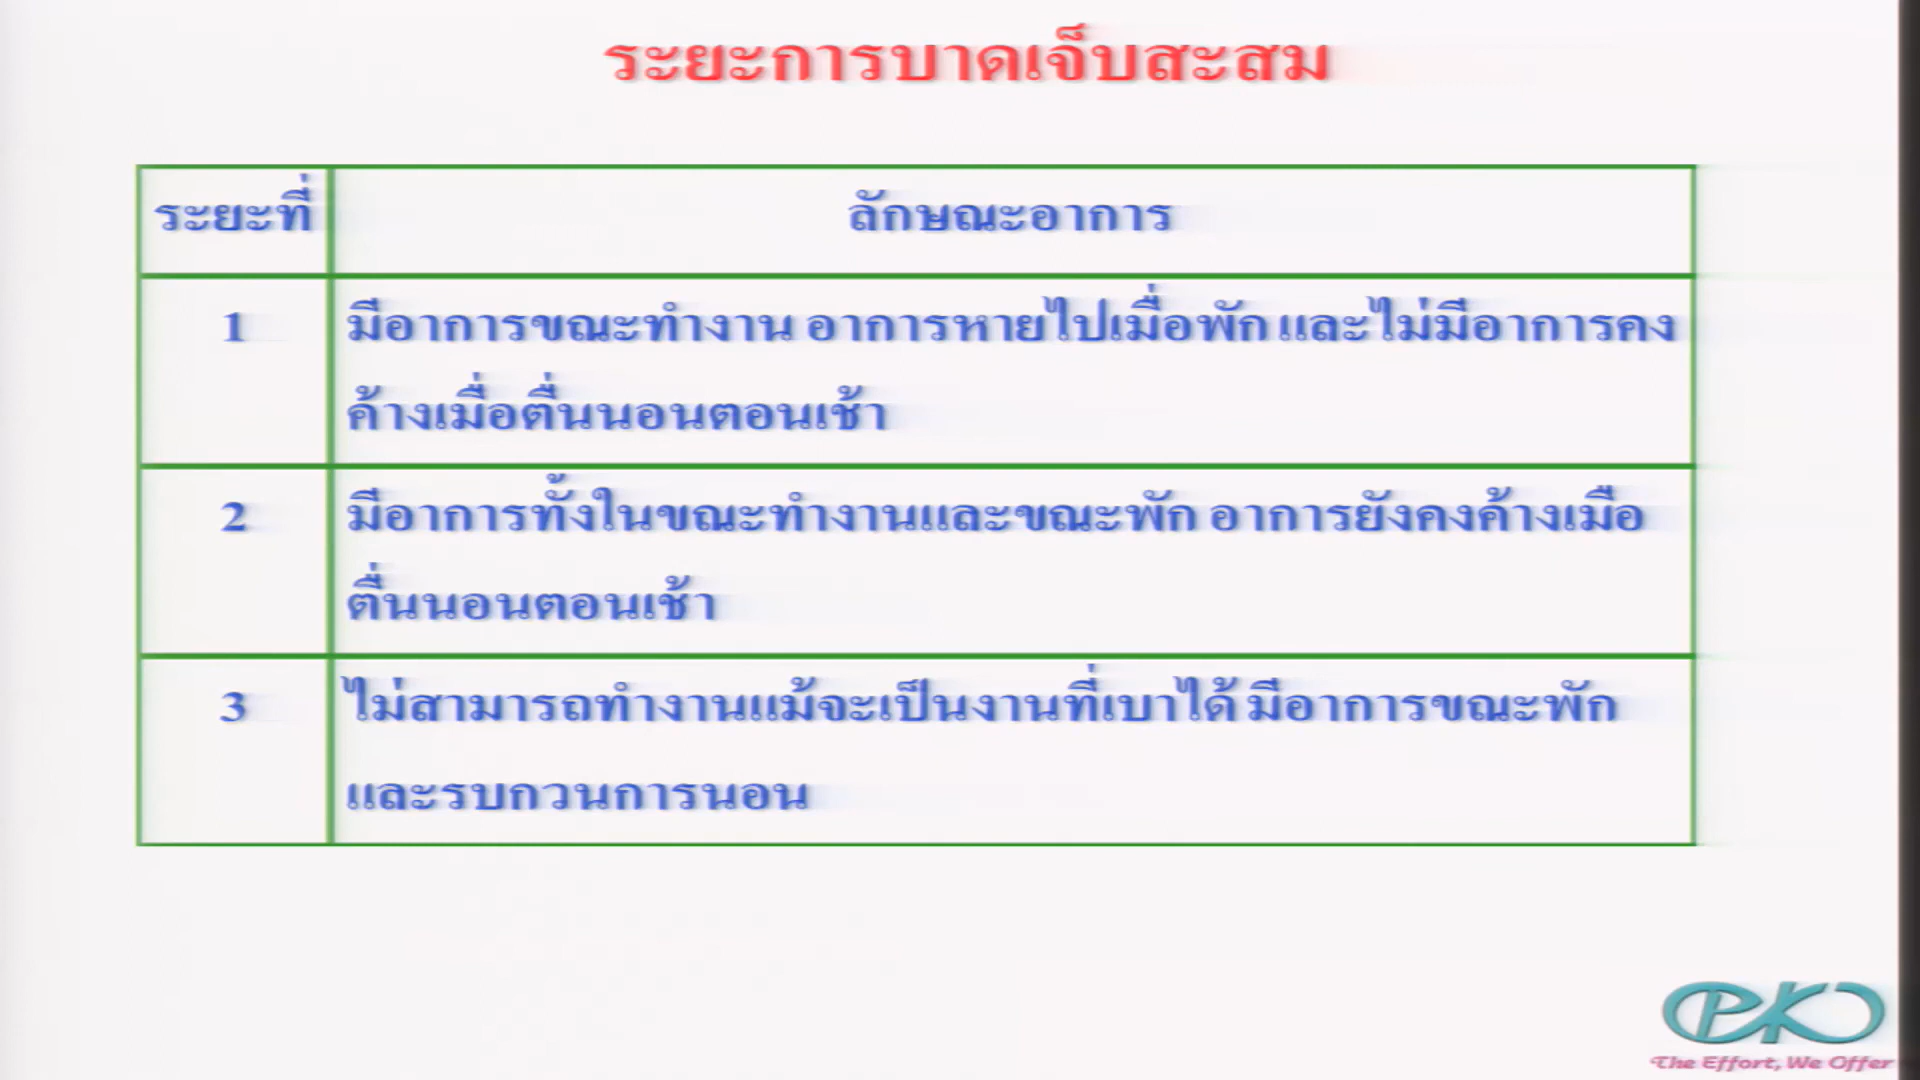 ระยะการบาดเจ็บสะสม
ระยะที่
ลักษณะอาการ
1
มีอาการขณะทำงาน อาการหายไปเมื่อพัก และไม่มีอาการคง
ค้างเมื่อตื่นนอนตอนเช้า
2
มีอาการทั้งในขณะทำงานและขณะพัก อาการยังคงค้างเมือ
ตื่นนอนตอนเช้า
3
ไม่สามารถทำงานแม้จะเป็นงานที่เบาได้ มีอาการขณะพัก
และรบกวนการนอน
PK
The Effort, We Offer